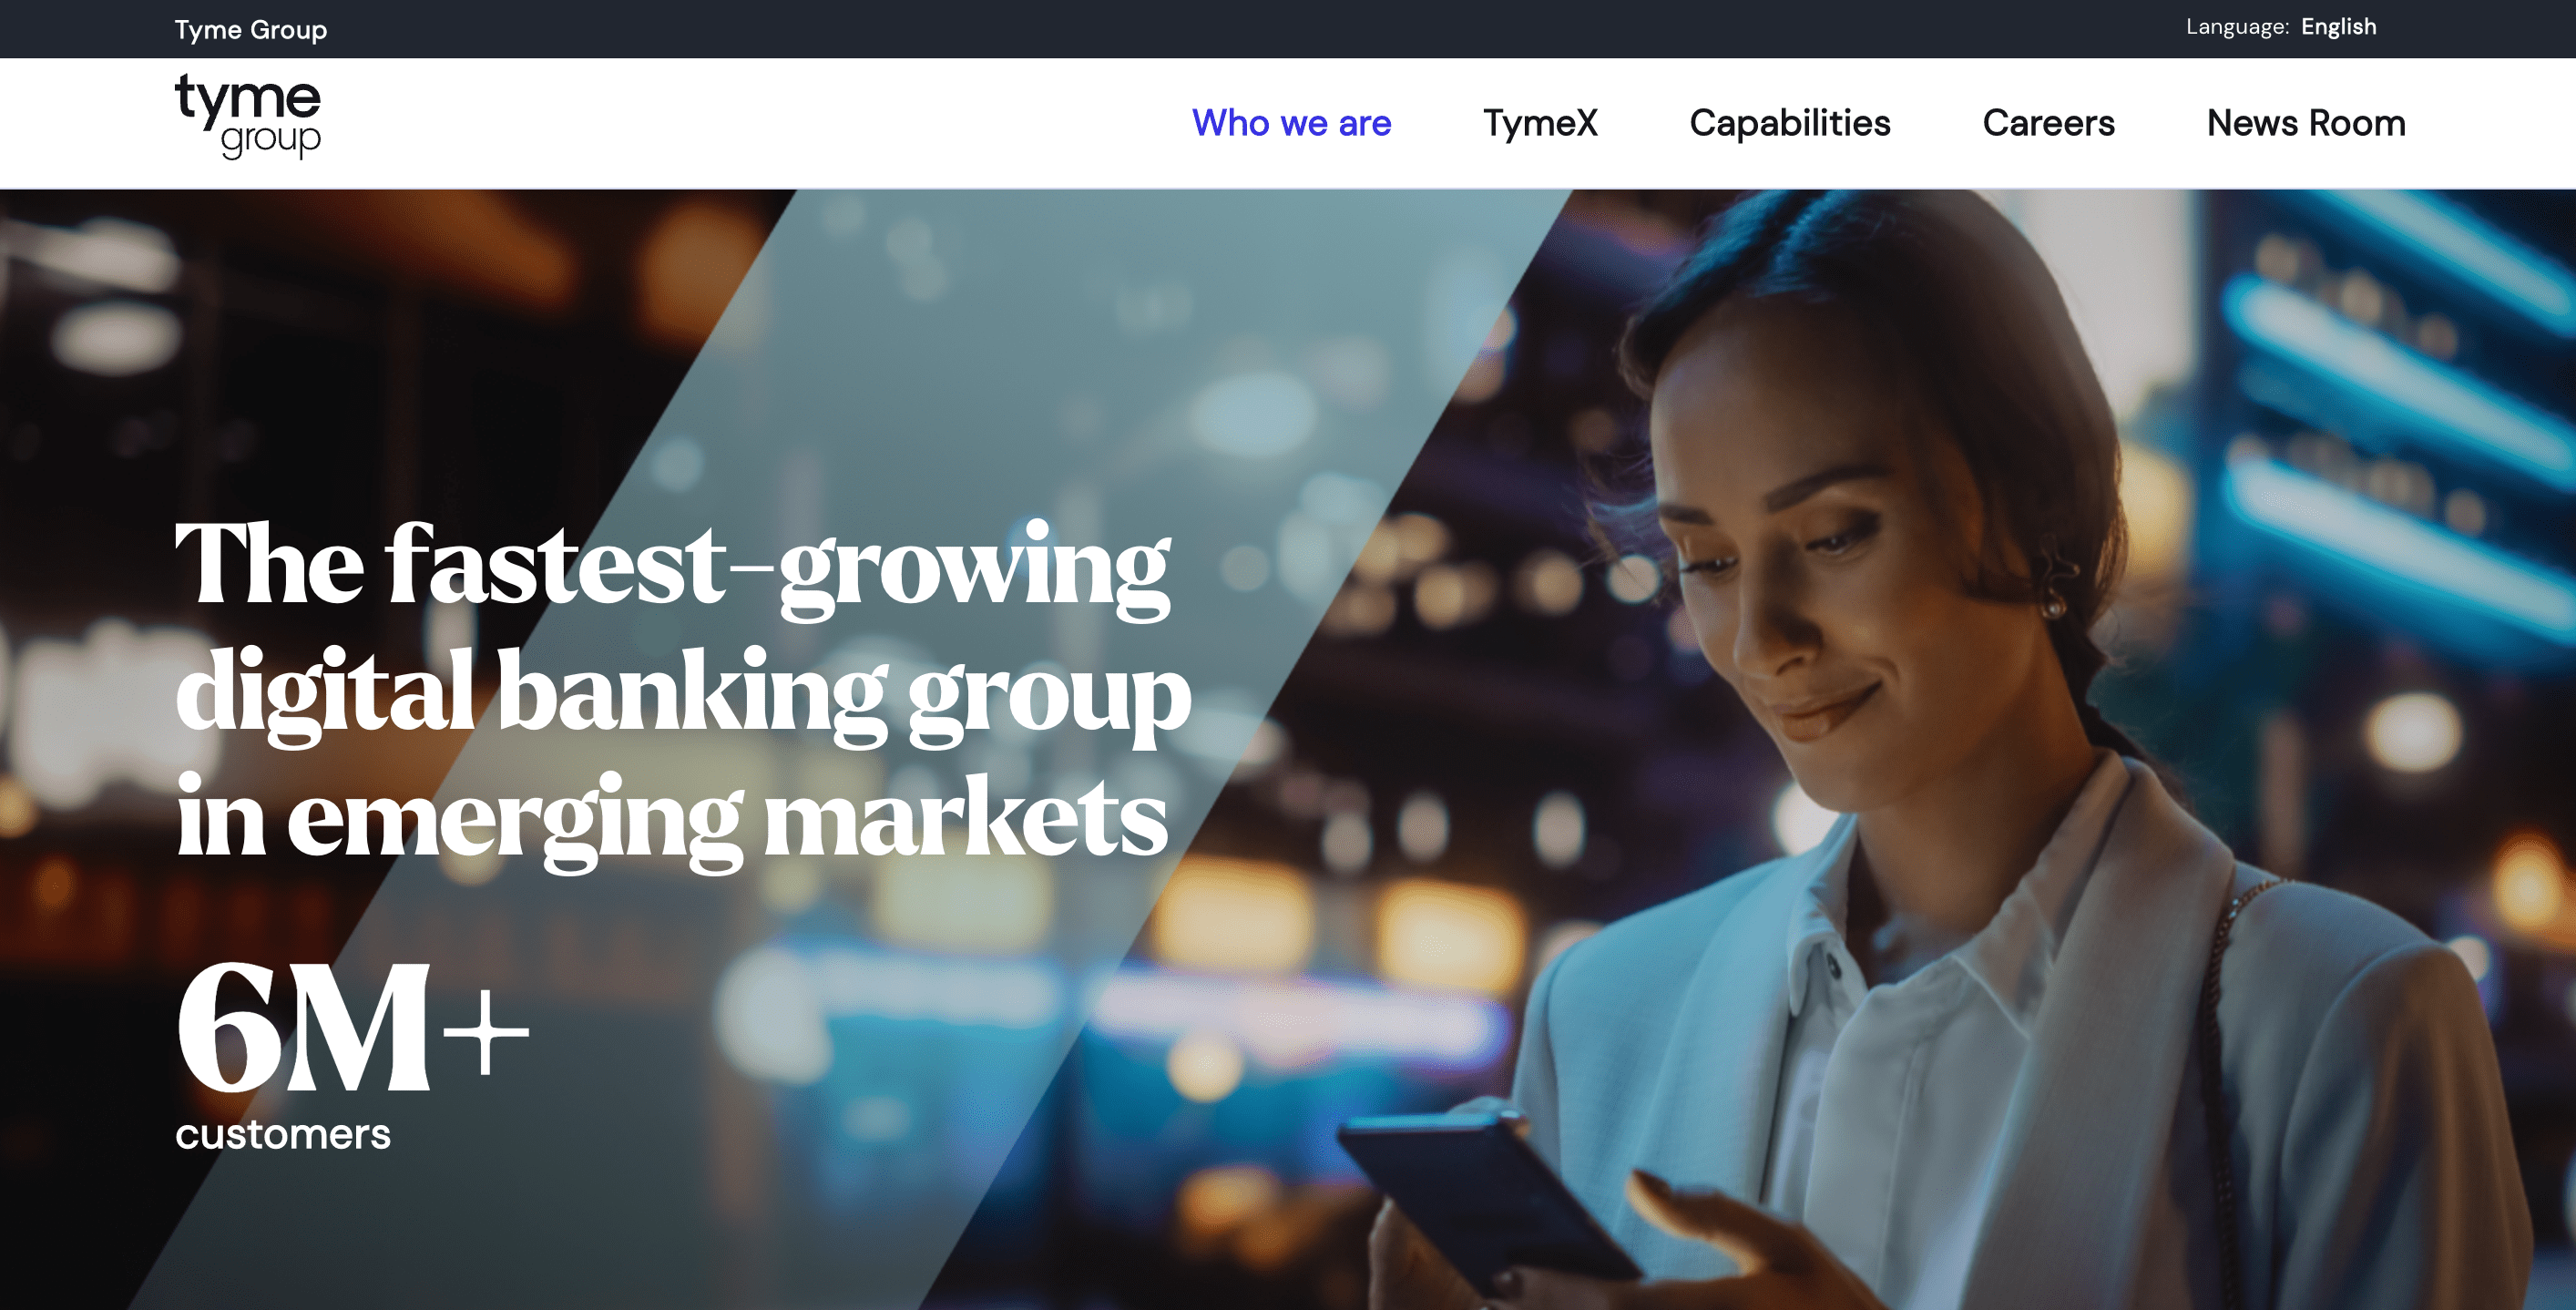 Tyme Group
Language: English
tyme
group
Who we are
TymeX
Capabilities
Careers
News Room
The fastest-growing
digital banking group
in emerging markets
6M+
customers